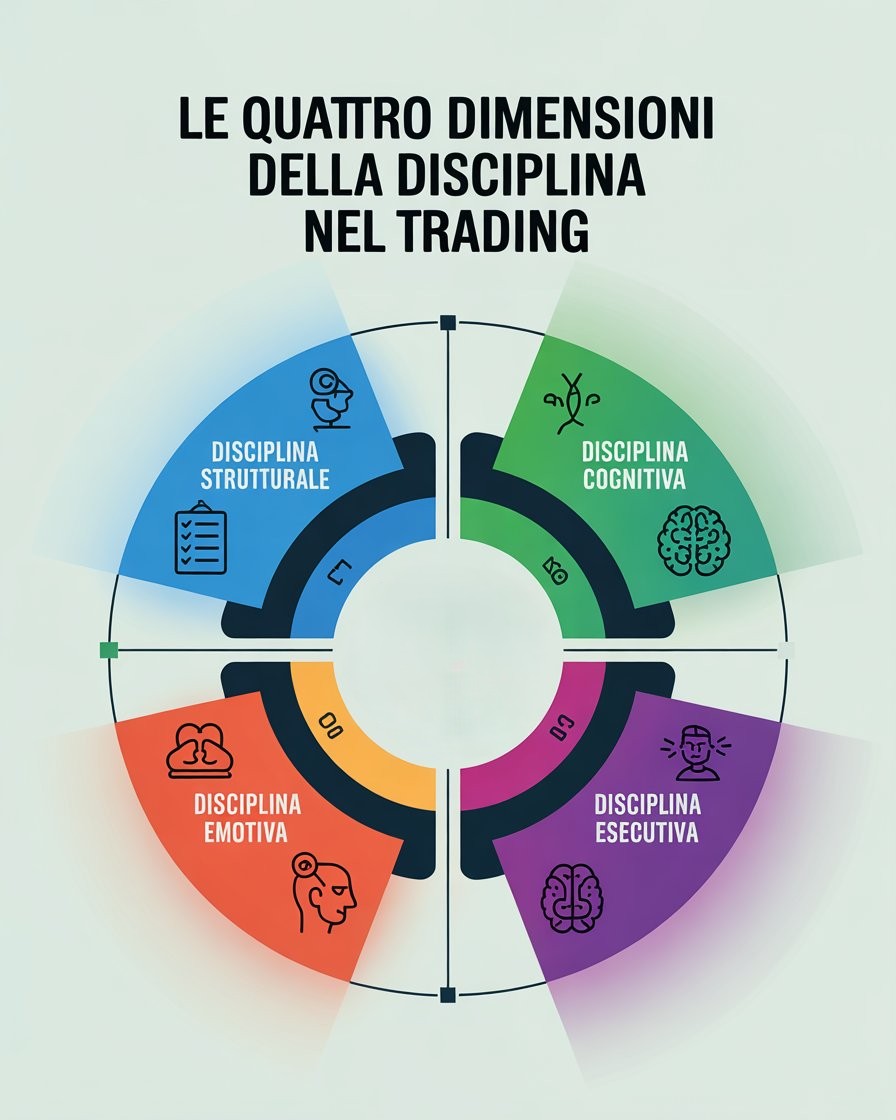 LE QUATTRO DIMENSIONI
DELLA DISCIPLINA
NEL TRADING
DISCIPLINA
STRUTTURALE
DISCIPLINA
COGNITIVA
DISCIPLINA
EMOTIVA
DISCIPLINA
ESECUTIVA